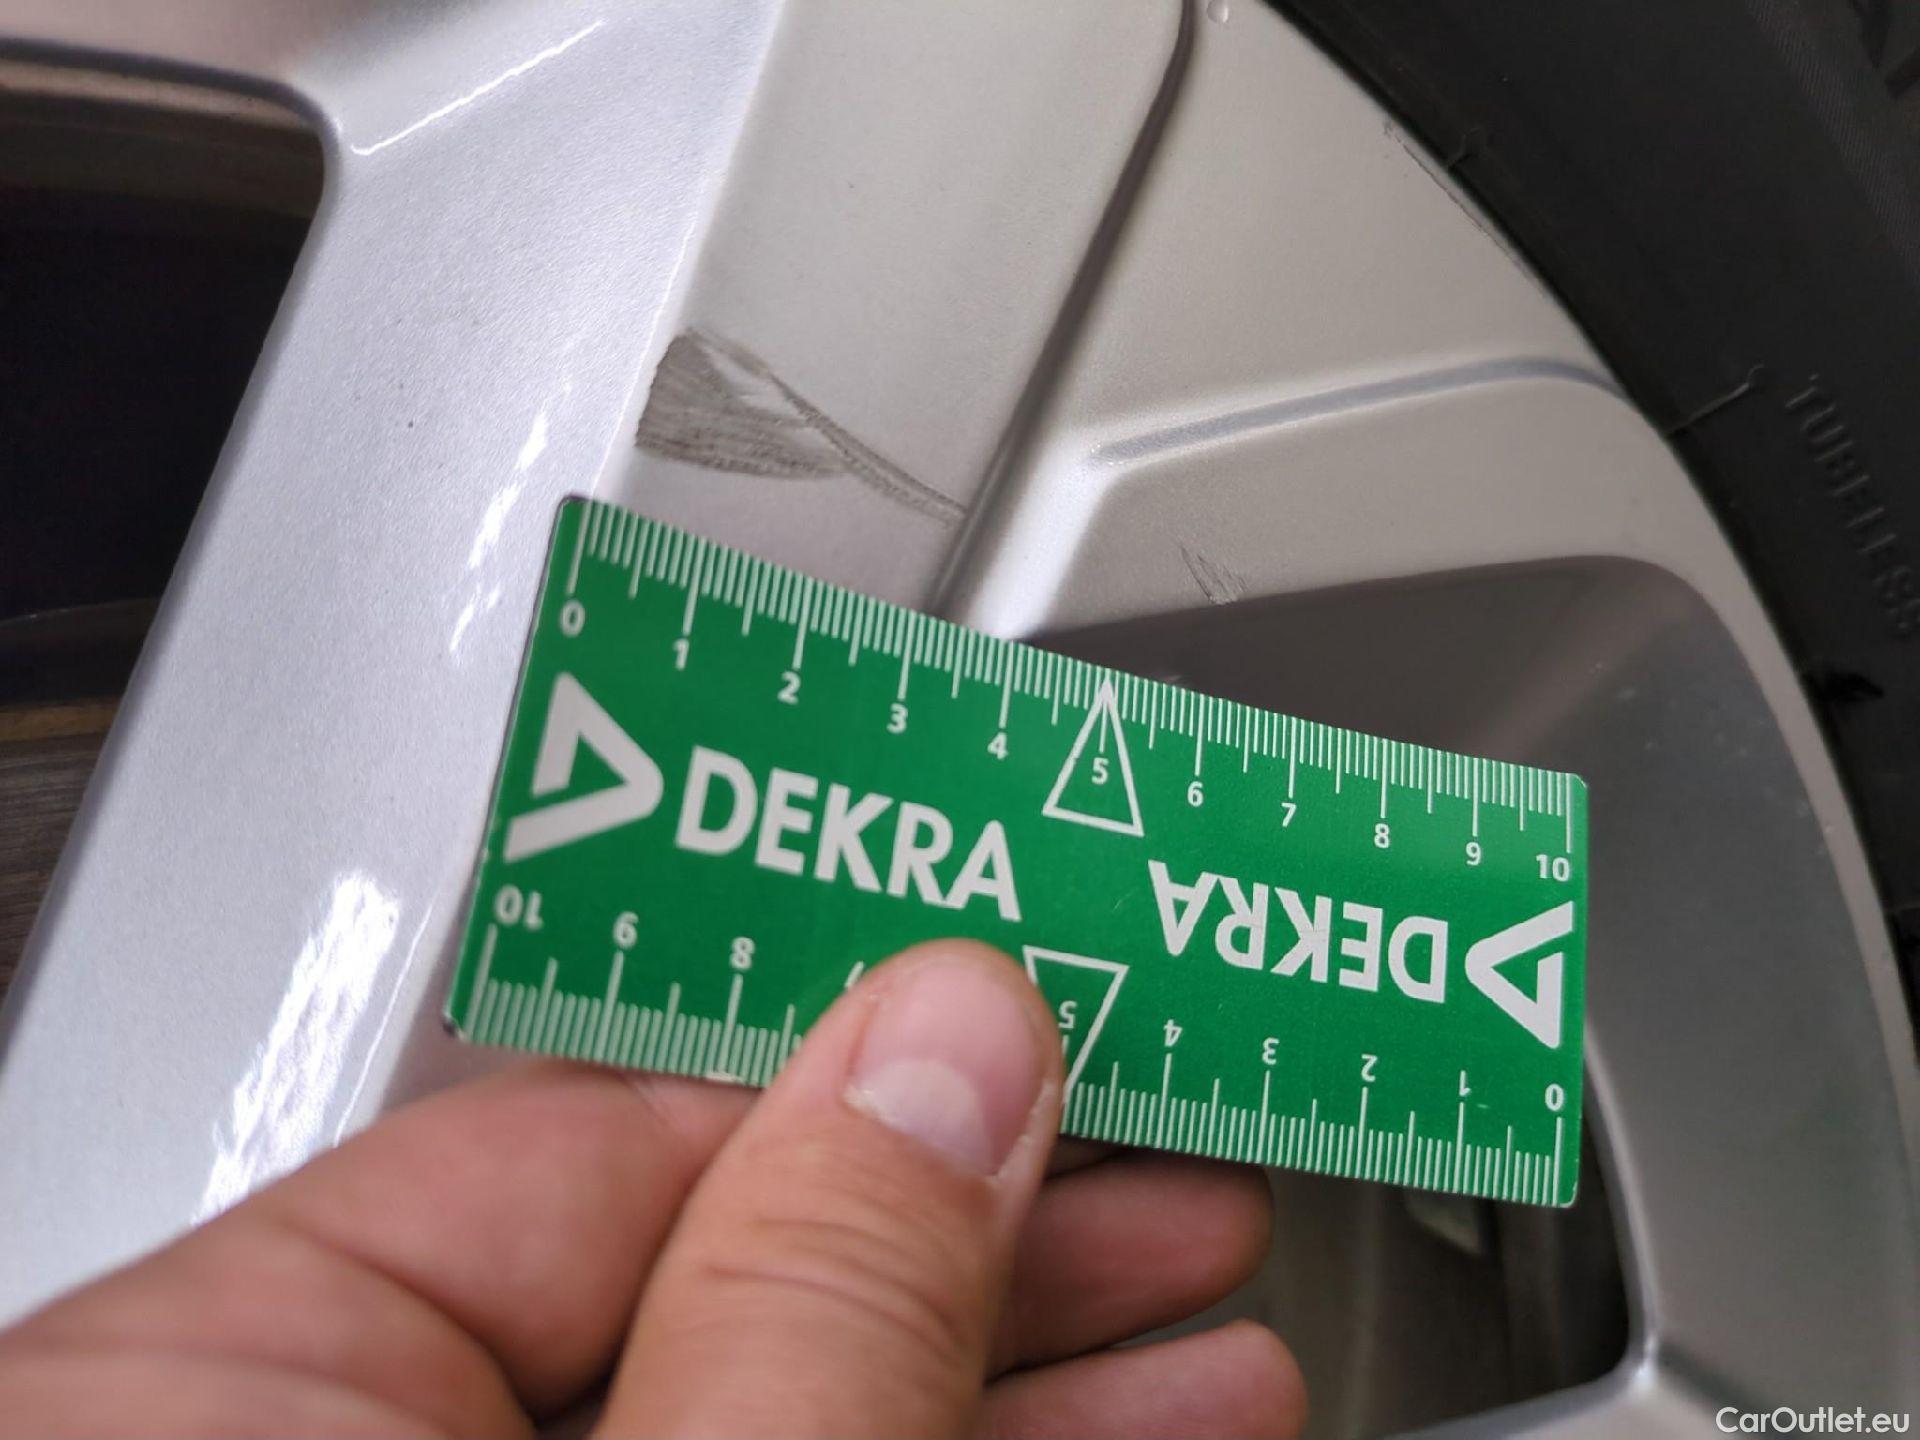 TUBELESS
0 1 2 3 4 5 6 7 8 9 10
DEKRA
DEKRA
10 9 8 5 4 3 2 1 0
CarOutlet.eu